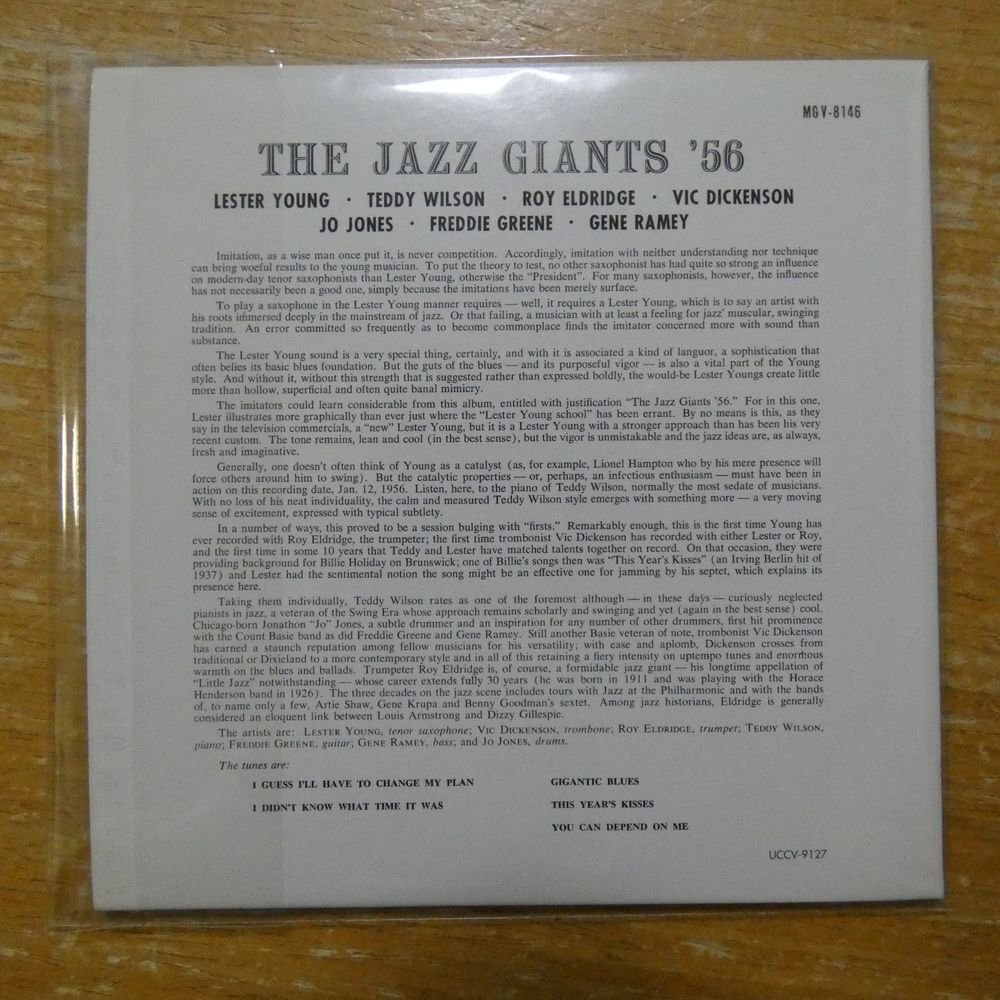 MGV-8146
THE JAZZ GIANTS '56
LESTER YOUNG · TEDDY WILSON · ROY ELDRIDGE · VIC DICKENSON
JO JONES · FREDDIE GREENE · GENE RAMEY
Imitation, as a wise man once put it, is never competition. Accordingly, imitation with neither understanding nor technique
can bring woeful results to the young musician. To put the theory to test, no other saxophonist has had quite so strong an influence
on modern-day tenor saxophonists than Lester Young, otherwise the "President". For many saxophonists, however, the influence
has not necessarily been a good one, simply because the imitations have been merely surface.
To play a saxophone in the Lester Young manner requires — well, it requires a Lester Young, which is to say an artist with
his roots immersed deeply in the mainstream of jazz. Or that failing, a musician with at least a feeling for jazz' muscular, swinging
tradition. An error committed so frequently as to become commonplace finds the imitator concerned more with sound than
substance.
The Lester Young sound is a very special thing, certainly, and with it is associated a kind of languor, a sophistication that
often belies its basic blues foundation. But the guts of the blues — and its purposeful vigor — is also a vital part of the Young
style. And without it, without this strength that is suggested rather than expressed boldly, the would-be Lester Youngs create little
more than hollow, superficial and often quite banal mimicry.
The imitators could learn considerable from this album, entitled with justification "The Jazz Giants '56." For in this one,
Lester illustrates more graphically than ever just where the "Lester Young school" has been errant. By no means is this, as they
say in the television commercials, a "new" Lester Young, but it is a Lester Young with a stronger approach than has been his very
recent custom. The tone remains, lean and cool (in the best sense), but the vigor is unmistakable and the jazz ideas are, as always,
fresh and imaginative.
Generally, one doesn't often think of Young as a catalyst (as, for example, Lionel Hampton who by his mere presence will
force others around him to swing). But the catalytic properties — or, perhaps, an infectious enthusiasm — must have been in
action on this recording date, Jan. 12, 1956. Listen, here, to the piano of Teddy Wilson, normally the most sedate of musicians.
With no loss of his neat individuality, the calm and measured Teddy Wilson style emerges with something more — a very moving
sense of excitement, expressed with typical subtlety.
In a number of ways, this proved to be a session bulging with "firsts." Remarkably enough, this is the first time Young has
ever recorded with Roy Eldridge, the trumpeter; the first time trombonist Vic Dickenson has recorded with either Lester or Roy,
and the first time in some 10 years that Teddy and Lester have matched talents together on record. On that occasion, they were
providing background for Billie Holiday on Brunswick; one of Billie's songs then was "This Year's Kisses" (an Irving Berlin hit of
1937) and Lester had the sentimental notion the song might be an effective one for jamming by his septet, which explains its
presence here.
Taking them individually, Teddy Wilson rates as one of the foremost although — in these days — curiously neglected
pianists in jazz, a veteran of the Swing Era whose approach remains scholarly and swinging and yet (again in the best sense) cool.
Chicago-born Jonathon "Jo" Jones, a subtle drummer and an inspiration for any number of other drummers, first hit prominence
with the Count Basie band as did Freddie Greene and Gene Ramey. Still another Basie veteran of note, trombonist Vic Dickenson
has earned a staunch reputation among fellow musicians for his versatility; with ease and aplomb, Dickenson crosses from
traditional or Dixieland to a more contemporary style and in all of this retaining a fiery intensity on uptempo tunes and enormous
warmth on the blues and ballads. Trumpeter Roy Eldridge is, of course, a formidable jazz giant — his longtime appellation of
"Little Jazz" notwithstanding — whose career extends fully 30 years (he was born in 1911 and was playing with the Horace
Henderson band in 1926). The three decades on the jazz scene includes tours with Jazz at the Philharmonic and with the bands
of, to name only a few, Artie Shaw, Gene Krupa and Benny Goodman's sextet. Among jazz historians, Eldridge is generally
considered an eloquent link between Louis Armstrong and Dizzy Gillespie.
The artists are: LESTER YOUNG, tenor saxophone; VIC DICKENSON, trombone; ROY ELDRIDGE, trumpet; TEDDY WILSON,
piano; FREDDIE GREENE, guitar; GENE RAMEY, bass; and JO JONES, drums.
The tunes are:
I GUESS I'LL HAVE TO CHANGE MY PLAN
I DIDN'T KNOW WHAT TIME IT WAS
GIGANTIC BLUES
THIS YEAR'S KISSES
YOU CAN DEPEND ON ME
UCCV-9127